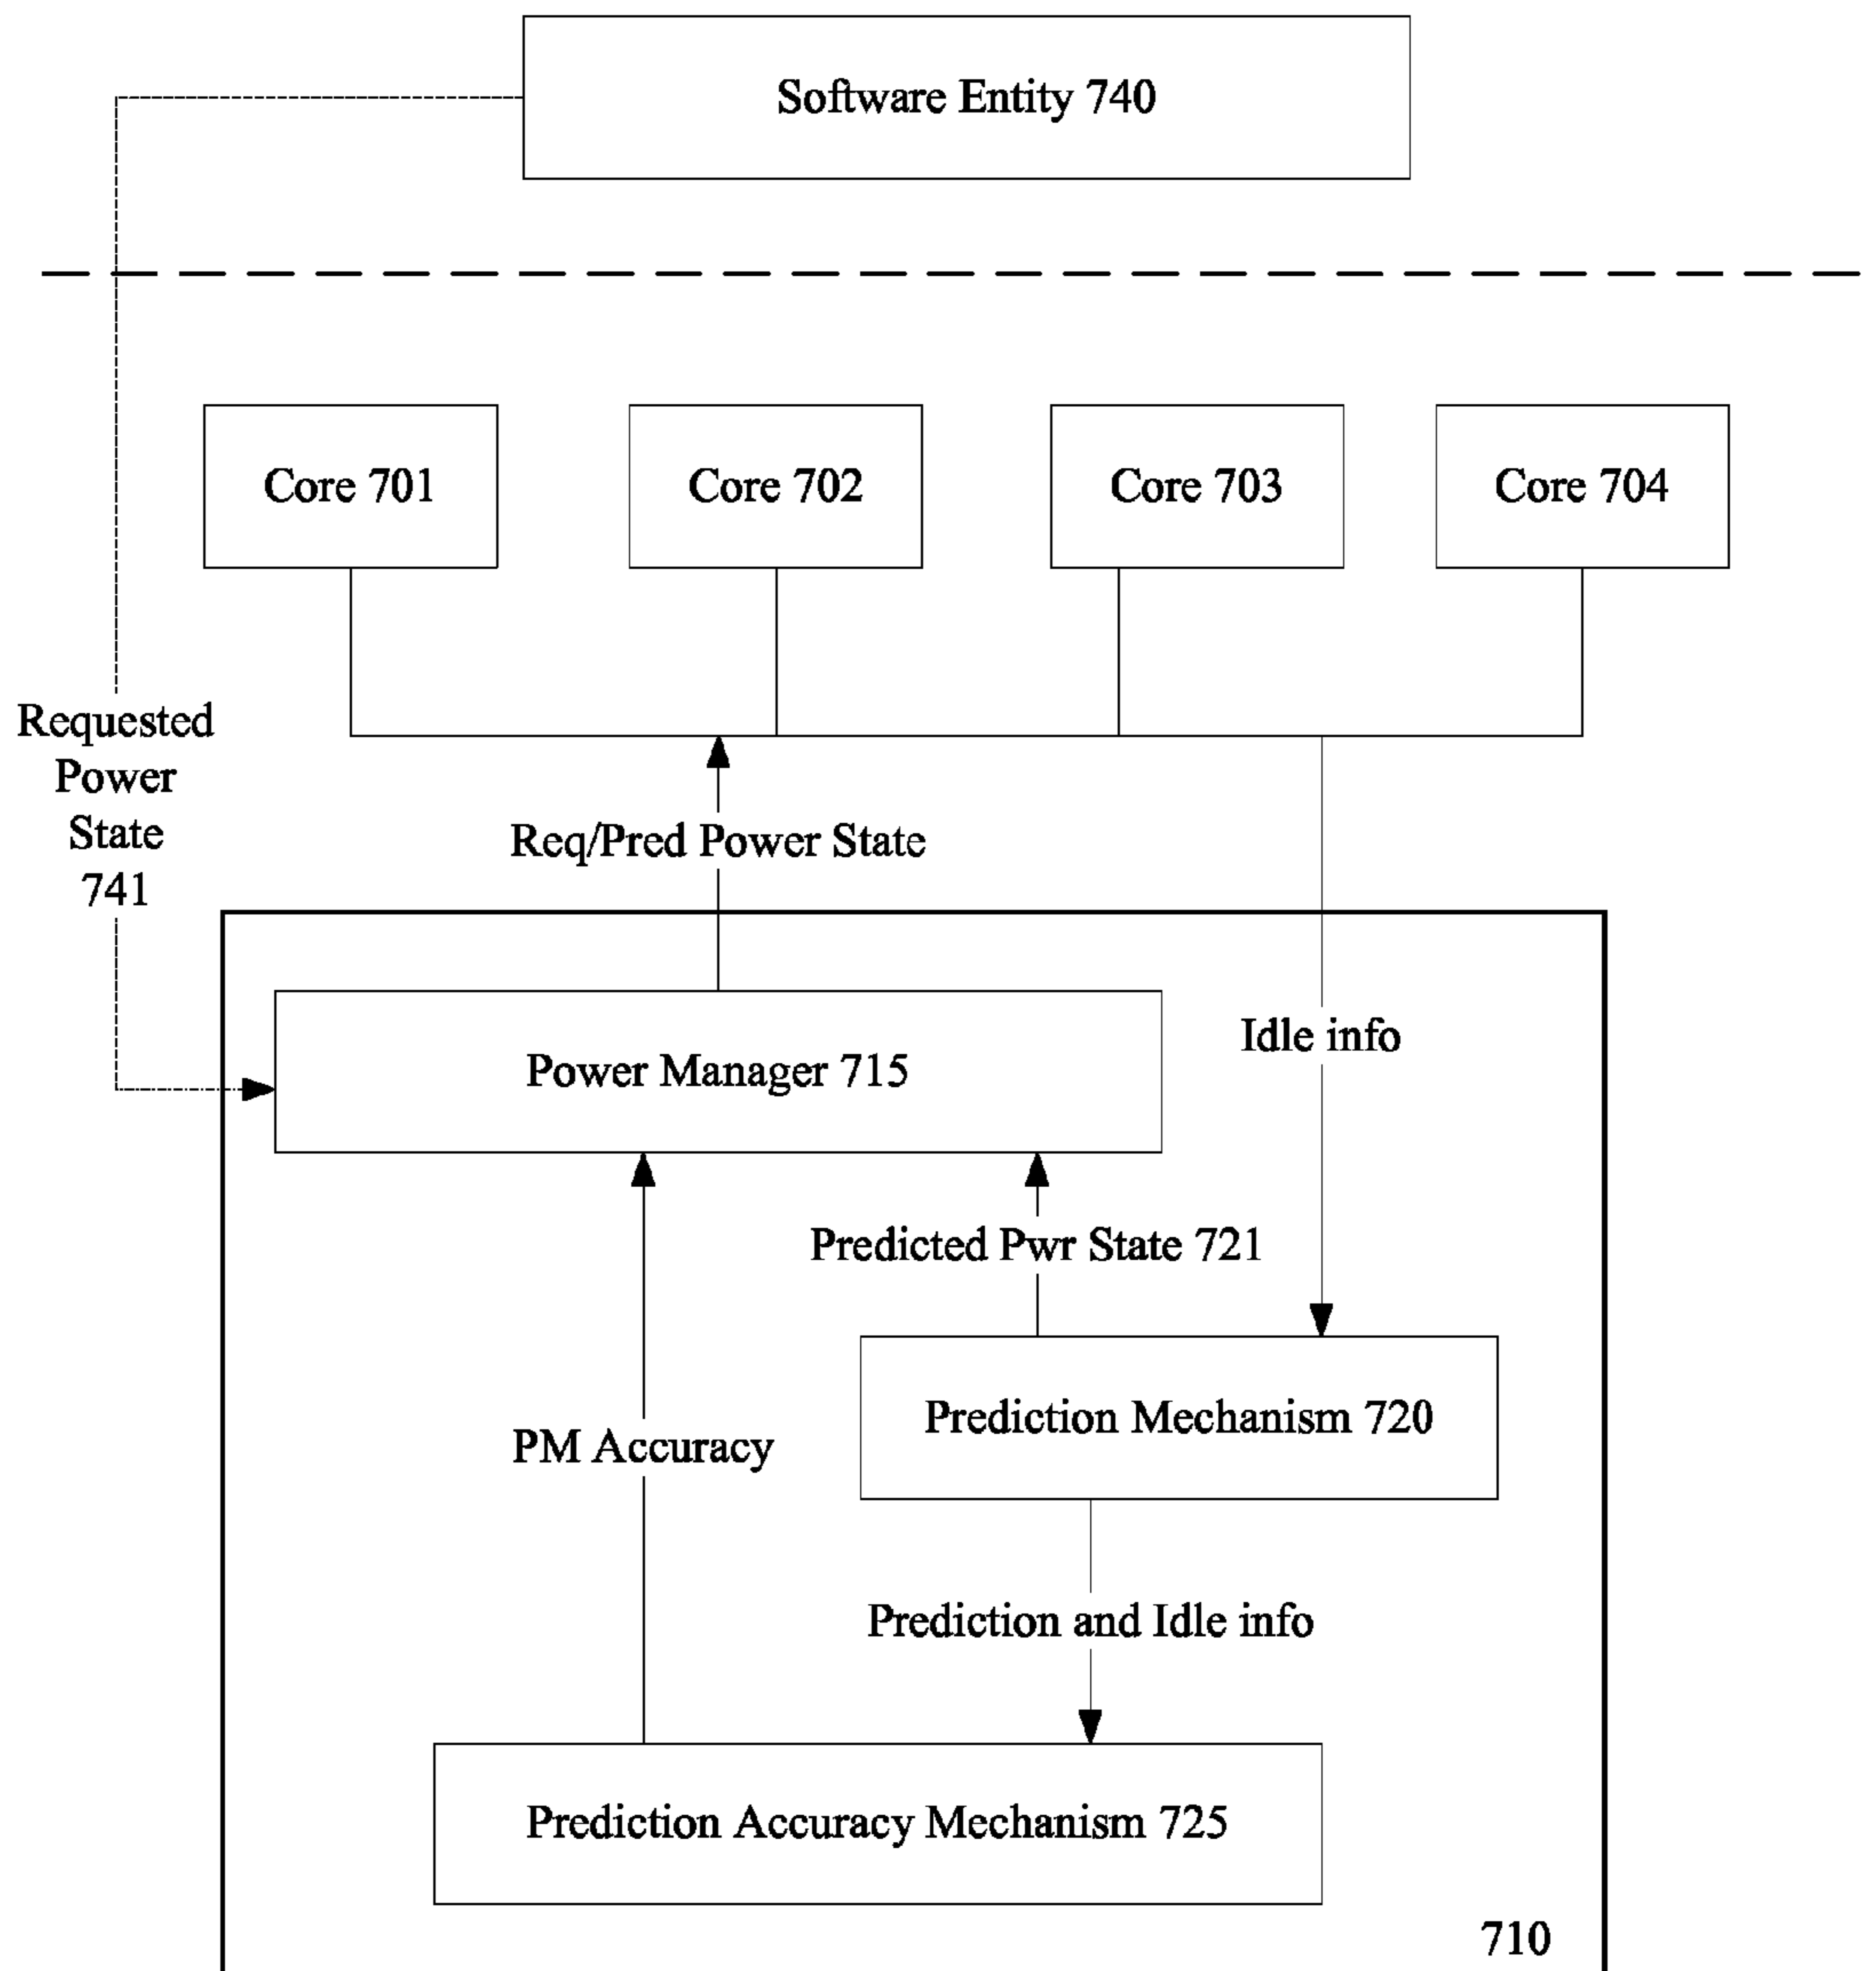 Software Entity 740
Core 701
Core 702
Core 703
Core 704
Requested
Power
State
741
Req/Pred Power State
Idle info
Power Manager 715
Predicted Pwr State 721
Prediction Mechanism 720
PM Accuracy
Prediction and Idle info
Prediction Accuracy Mechanism 725
710